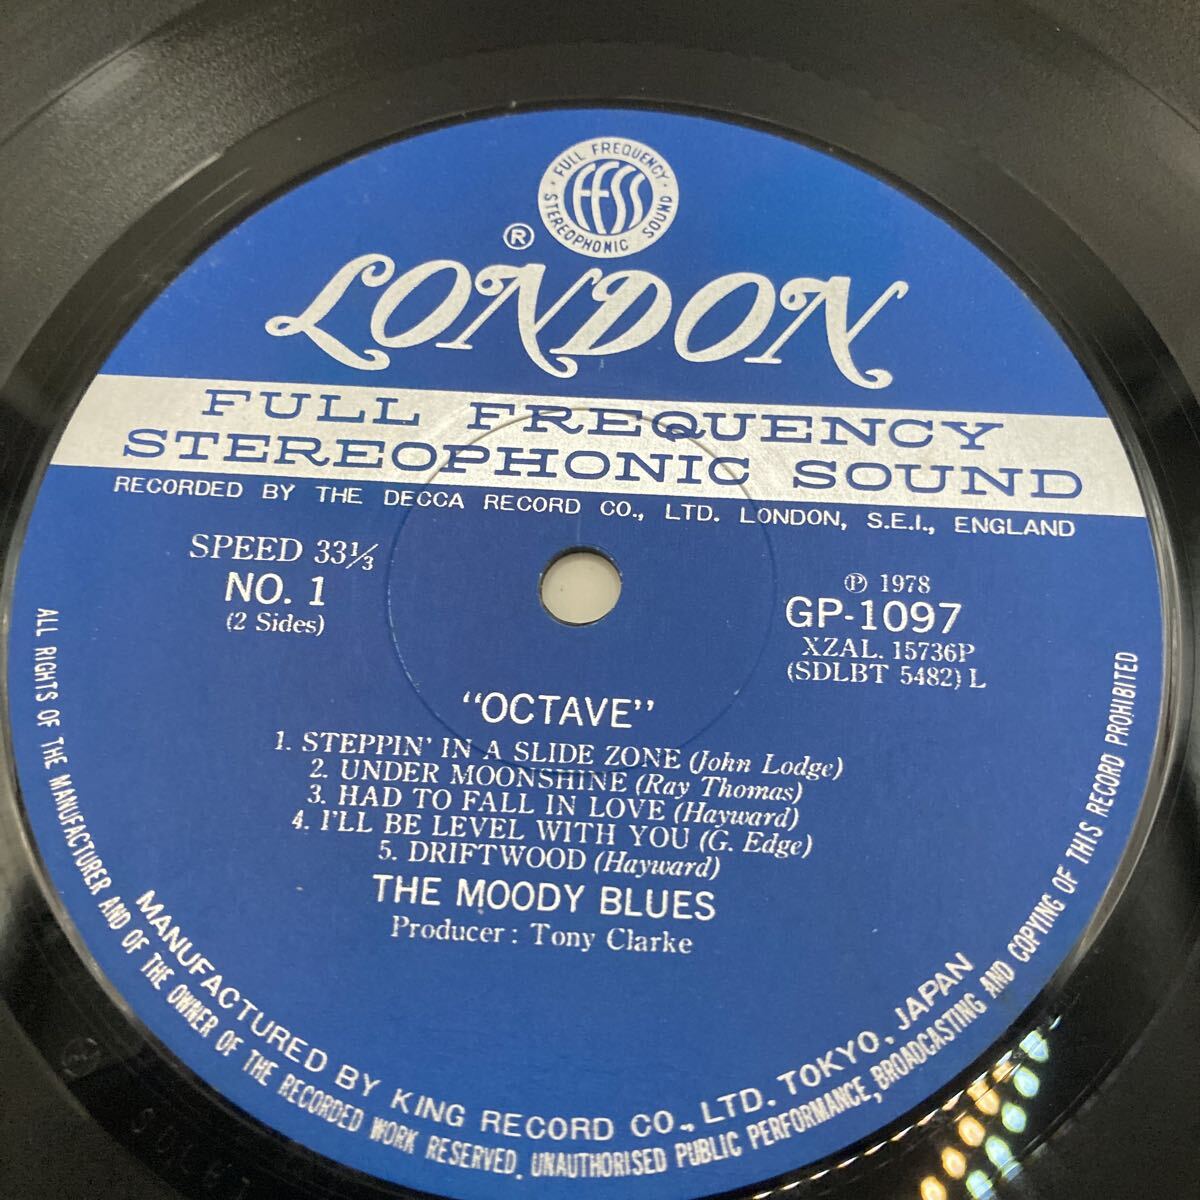 FULL FREQUENCY
ffss
STEREOPHONIC SOUND
®
LONDON
FULL FREQUENCY
STEREOPHONIC SOUND
RECORDED BY THE DECCA RECORD CO., LTD. LONDON, S.E.I., ENGLAND
SPEED 33⅓
NO. 1
(2 Sides)
Ⓟ 1978
GP-1097
XZAL. 15736P
(SDLBT 5482) L
"OCTAVE"
1. STEPPIN' IN A SLIDE ZONE (John Lodge)
2. UNDER MOONSHINE (Ray Thomas)
3. HAD TO FALL IN LOVE (Hayward)
4. I'LL BE LEVEL WITH YOU (G. Edge)
5. DRIFTWOOD (Hayward)
THE MOODY BLUES
Producer : Tony Clarke
MANUFACTURED BY KING RECORD CO., LTD. TOKYO, JAPAN
ALL RIGHTS OF THE MANUFACTURER AND OF THE OWNER OF THE RECORDED WORK RESERVED. UNAUTHORISED PUBLIC PERFORMANCE, BROADCASTING AND COPYING OF THIS RECORD PROHIBITED